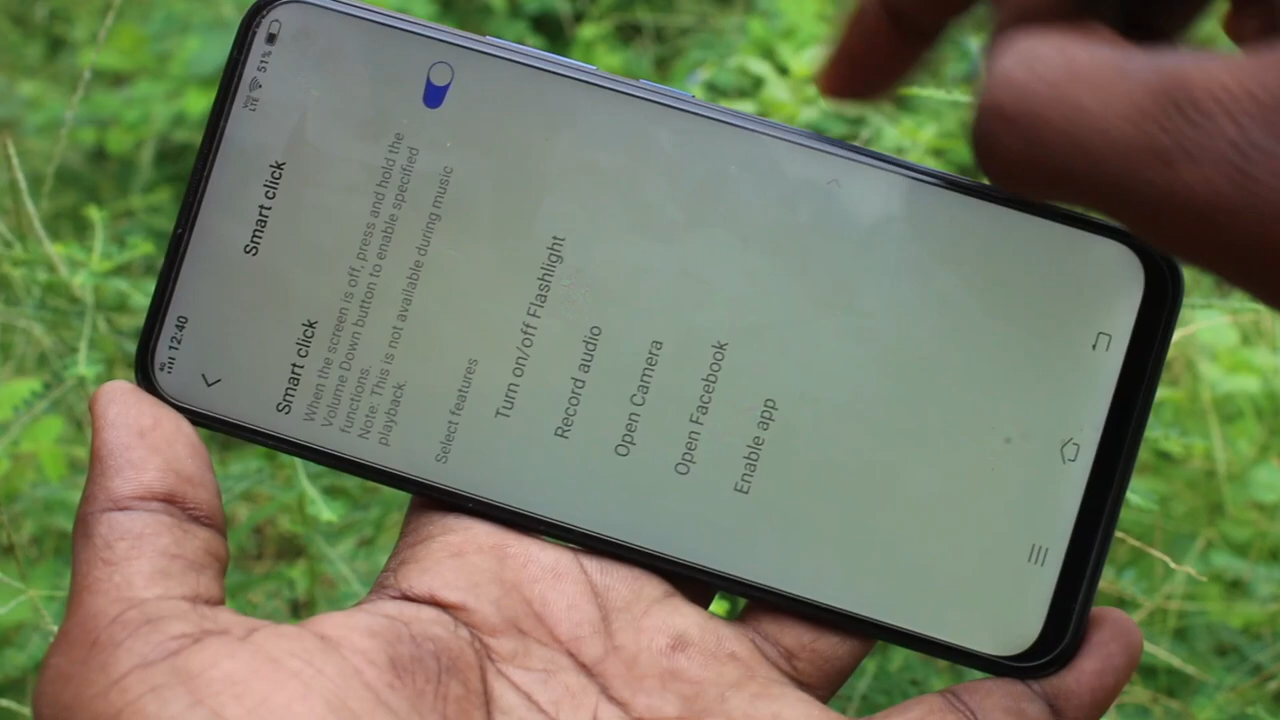 4G 12:40 VoLTE 51%
Smart click
Smart click
When the screen is off, press and hold the
Volume Down button to enable specified
functions.
Note: This is not available during music
playback.
Select features
Turn on/off Flashlight
Record audio
Open Camera
Open Facebook
Enable app